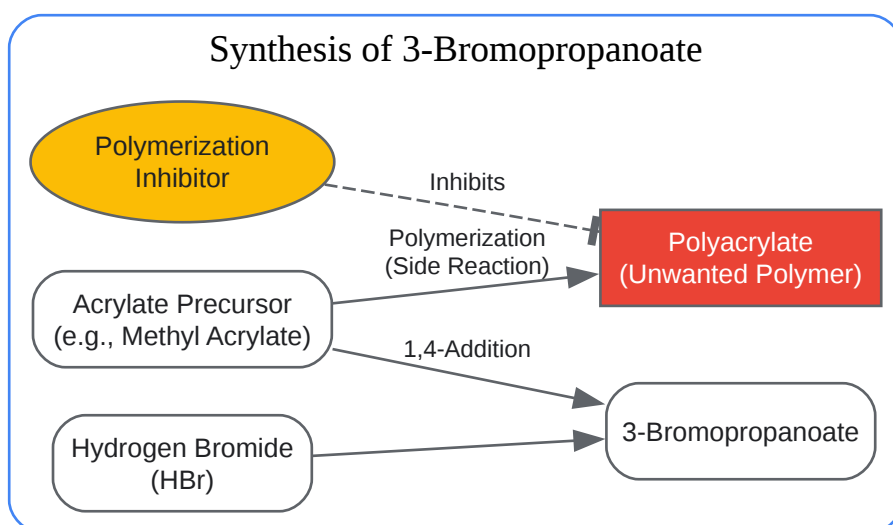 Synthesis of 3-Bromopropanoate
Polymerization
Inhibitor
Inhibits
Polymerization
(Side Reaction)
Polyacrylate
(Unwanted Polymer)
Acrylate Precursor
(e.g., Methyl Acrylate)
1,4-Addition
3-Bromopropanoate
Hydrogen Bromide
(HBr)